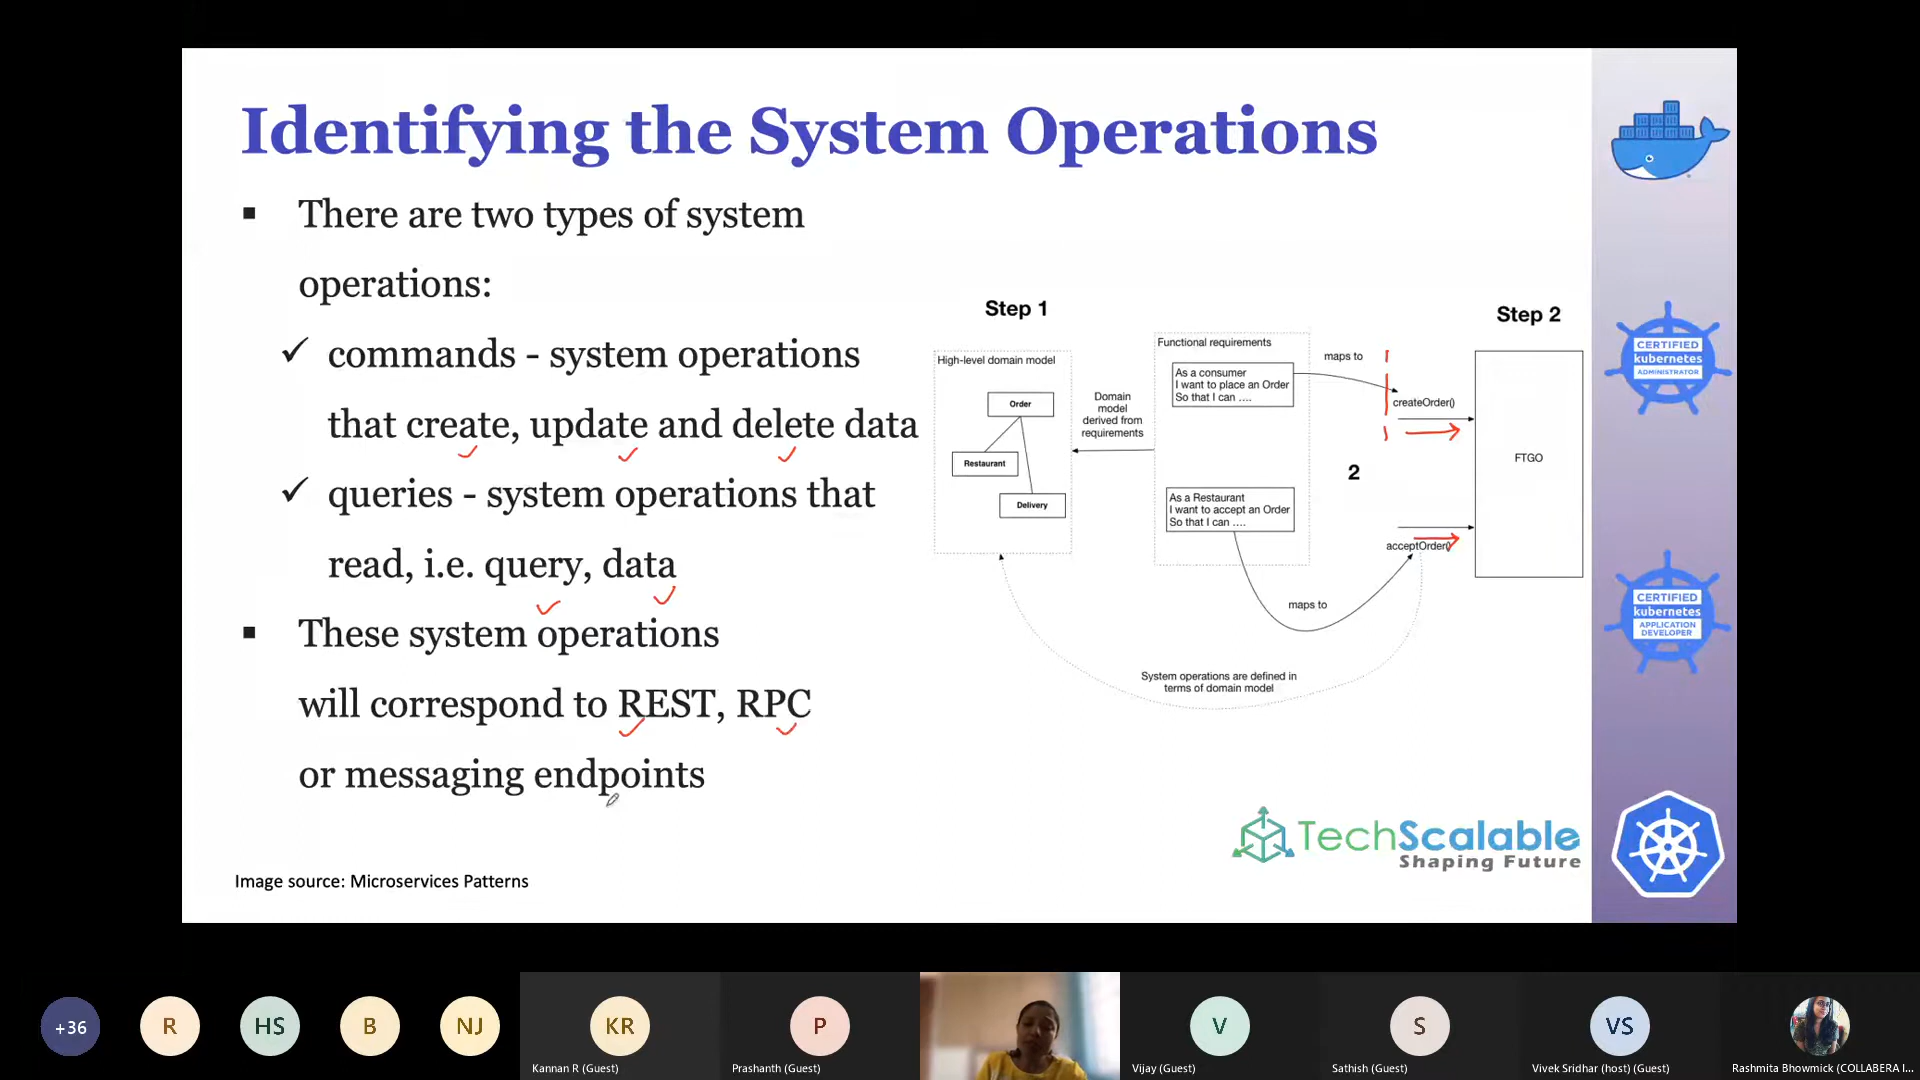 Identifying the System Operations
There are two types of system
operations:
commands - system operations
that create, update and delete data
queries - system operations that
read, i.e. query, data
These system operations
will correspond to REST, RPC
or messaging endpoints
Image source: Microservices Patterns
Step 1
High-level domain model
Order
Restaurant
Delivery
Domain
model
derived from
requirements
Functional requirements
As a consumer
I want to place an Order
So that I can ....
As a Restaurant
I want to accept an Order
So that I can ....
maps to
createOrder()
2
acceptOrder()
maps to
System operations are defined in
terms of domain model
Step 2
FTGO
TechScalable
Shaping Future
CERTIFIED
kubernetes
ADMINISTRATOR
CERTIFIED
kubernetes
APPLICATION
DEVELOPER
+36
R
HS
B
NJ
KR
Kannan R (Guest)
P
Prashanth (Guest)
V
Vijay (Guest)
S
Sathish (Guest)
VS
Vivek Sridhar (host) (Guest)
Rashmita Bhowmick (COLLABERA I...